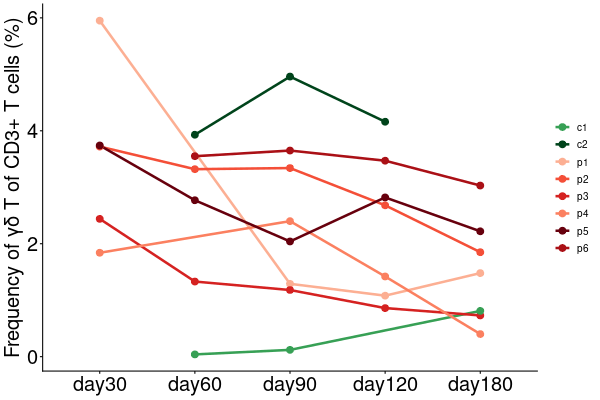 Frequency of γδ T of CD3+ T cells (%)
6
4
2
0
day30 day60 day90 day120 day180
c1
c2
p1
p2
p3
p4
p5
p6